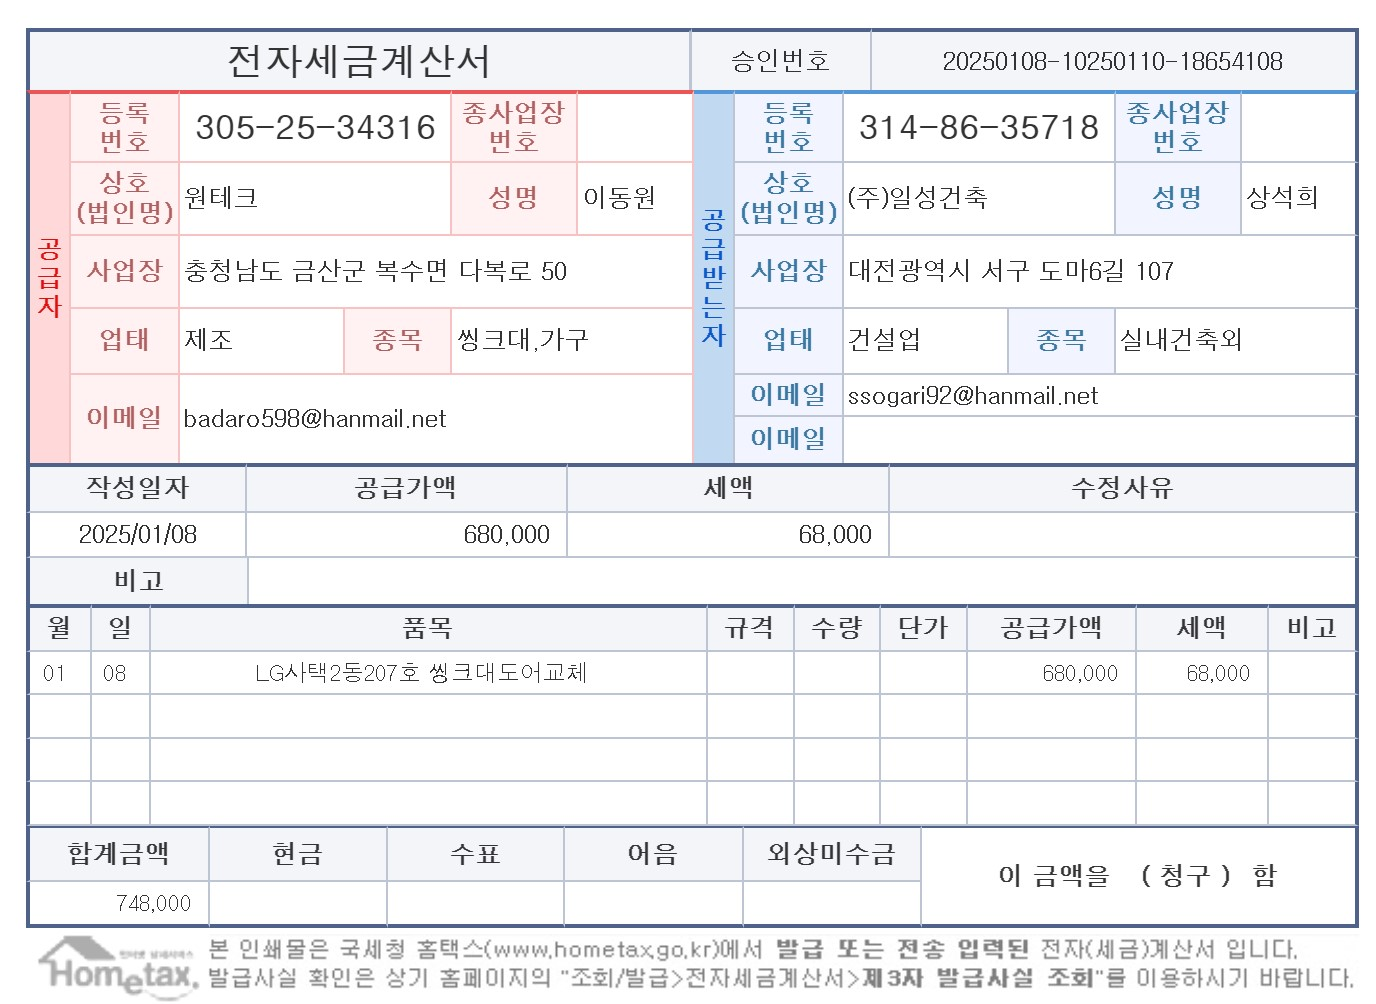 전자세금계산서 승인번호 20250108-10250110-18654108
공급자
등록번호 305-25-34316 종사업장번호
상호(법인명) 원테크 성명 이동원
사업장 충청남도 금산군 복수면 다복로 50
업태 제조 종목 씽크대,가구
이메일 badaro598@hanmail.net
공급받는자
등록번호 314-86-35718 종사업장번호
상호(법인명) (주)일성건축 성명 상석희
사업장 대전광역시 서구 도마6길 107
업태 건설업 종목 실내건축외
이메일 ssogari92@hanmail.net
이메일
작성일자 공급가액 세액 수정사유
2025/01/08 680,000 68,000
비고
월 일 품목 규격 수량 단가 공급가액 세액 비고
01 08 LG사택2동207호 씽크대도어교체 680,000 68,000
합계금액 현금 수표 어음 외상미수금 이 금액을 ( 청구 ) 함
748,000
Hometax. 본 인쇄물은 국세청 홈택스(www.hometax.go.kr)에서 발급 또는 전송 입력된 전자(세금)계산서 입니다.
발급사실 확인은 상기 홈페이지의 "조회/발급>전자세금계산서>제3자 발급사실 조회"를 이용하시기 바랍니다.